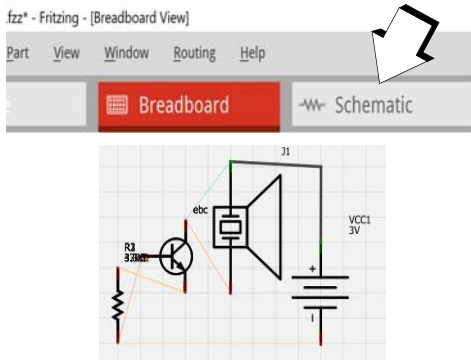 .fzz* - Fritzing - [Breadboard View]
Part View Window Routing Help
Breadboard Schematic
J1
ebc
VCC1
3V